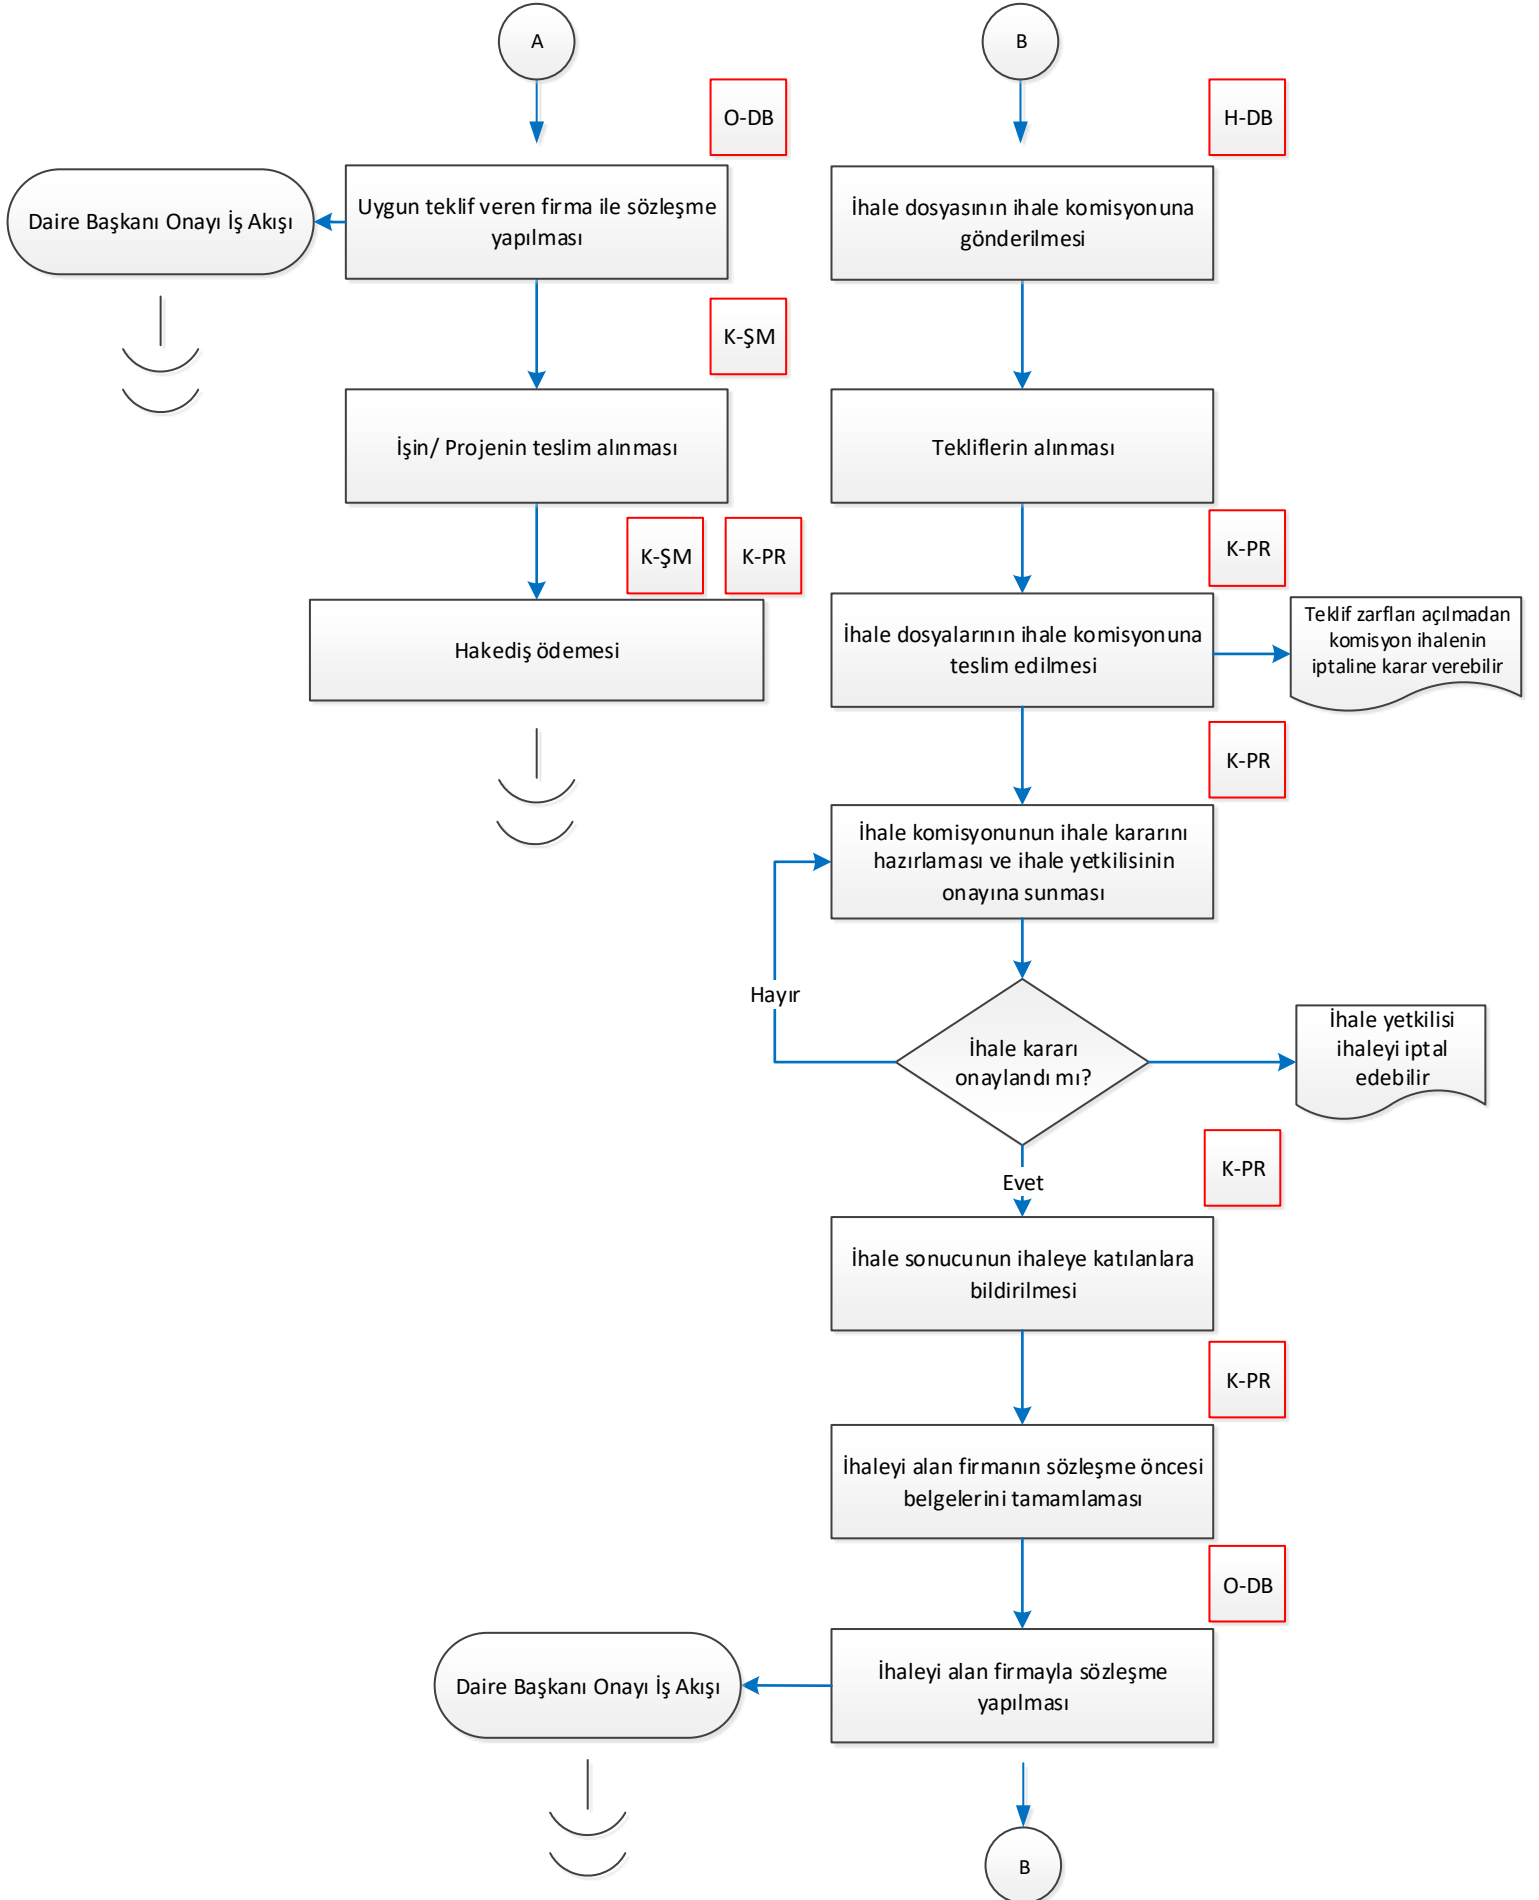 A
B
O-DB
H-DB
Daire Başkanı Onayı İş Akışı
Uygun teklif veren firma ile sözleşme
yapılması
İhale dosyasının ihale komisyonuna
gönderilmesi
K-ŞM
İşin/ Projenin teslim alınması
Tekliflerin alınması
K-ŞM
K-PR
K-PR
Hakediş ödemesi
İhale dosyalarının ihale komisyonuna
teslim edilmesi
Teklif zarfları açılmadan
komisyon ihalenin
iptaline karar verebilir
K-PR
İhale komisyonunun ihale kararını
hazırlaması ve ihale yetkilisinin
onayına sunması
Hayır
İhale kararı
onaylandı mı?
İhale yetkilisi
ihaleyi iptal
edebilir
K-PR
Evet
İhale sonucunun ihaleye katılanlara
bildirilmesi
K-PR
İhaleyi alan firmanın sözleşme öncesi
belgelerini tamamlaması
O-DB
Daire Başkanı Onayı İş Akışı
İhaleyi alan firmayla sözleşme
yapılması
B